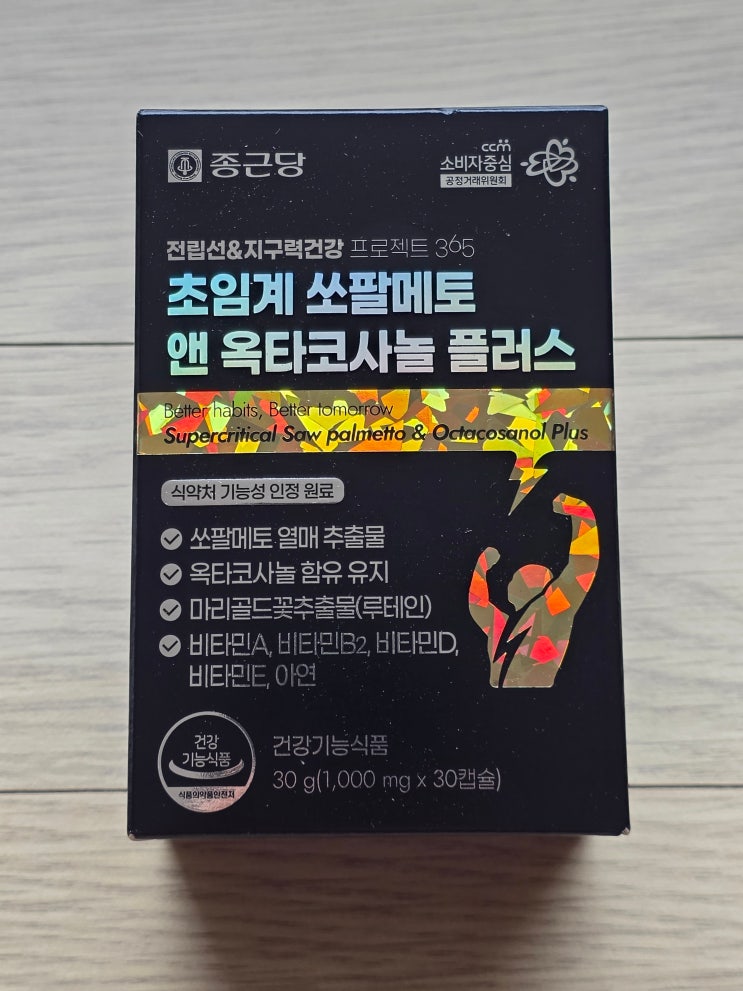 종근당
ccm
소비자중심
공정거래위원회
전립선&지구력건강 프로젝트 365
초임계 쏘팔메토
앤 옥타코사놀 플러스
Better habits, Better tomorrow
Supercritical Saw palmetto & Octacosanol Plus
식약처 기능성 인정 원료
쏘팔메토 열매 추출물
옥타코사놀 함유 유지
마리골드꽃추출물(루테인)
비타민A, 비타민B2, 비타민D,
비타민E, 아연
건강
기능식품
식품의약품안전처
건강기능식품
30 g(1,000 mg x 30캡슐)